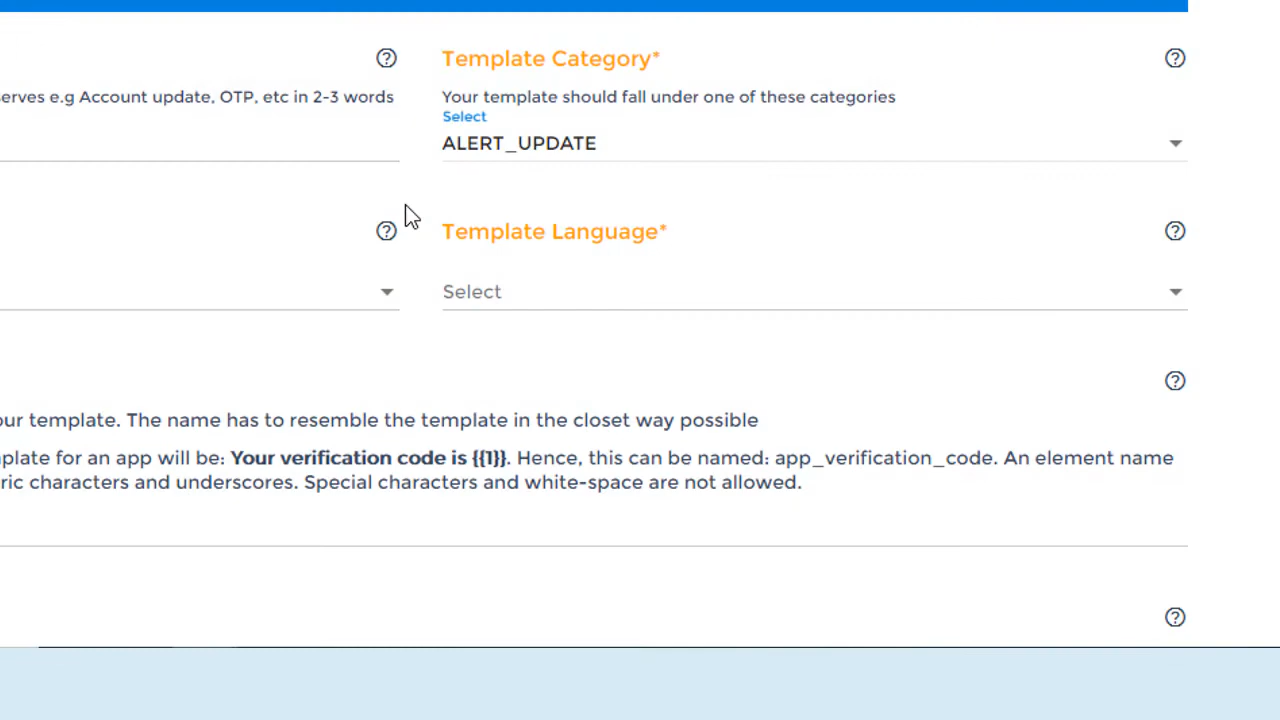 Template Category*
erves e.g Account update, OTP, etc in 2-3 words
Your template should fall under one of these categories
Select
ALERT_UPDATE
Template Language*
Select
our template. The name has to resemble the template in the closet way possible
plate for an app will be: Your verification code is {{1}}. Hence, this can be named: app_verification_code. An element name
ric characters and underscores. Special characters and white-space are not allowed.